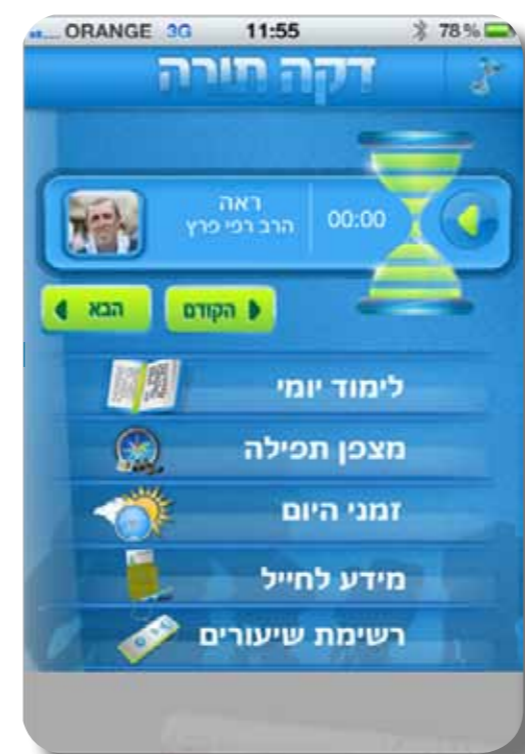 ORANGE 3G 11:55 78%
דקה תורה
ראה
הרב רפי פרץ
00:00
הקודם
הבא
לימוד יומי
מצפן תפילה
זמני היום
מידע לחייל
רשימת שיעורים